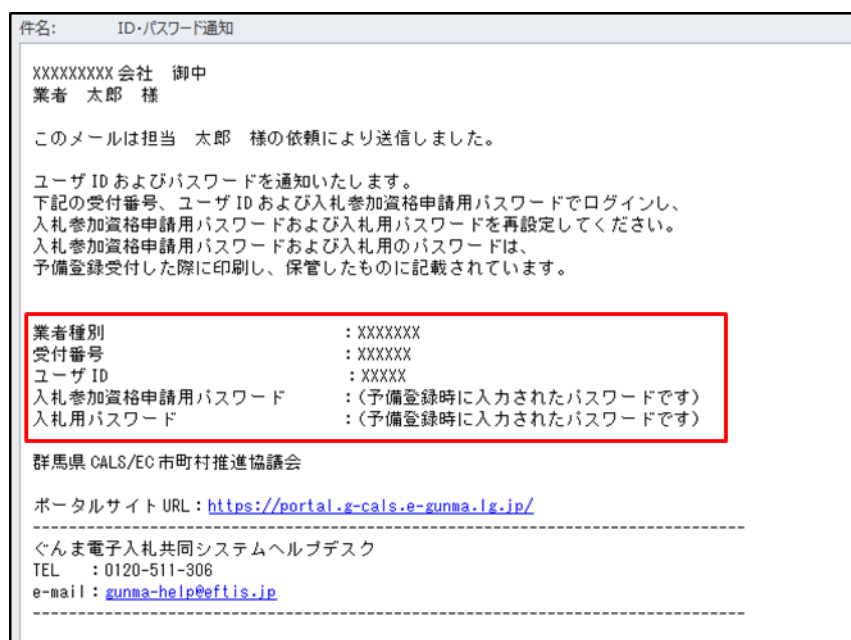 件名: ID・パスワード通知
XXXXXXXXX 会社 御中
業者 太郎 様
このメールは担当 太郎 様の依頼により送信しました。
ユーザ ID およびパスワードを通知いたします。
下記の受付番号、ユーザ ID および入札参加資格申請用パスワードでログインし、
入札参加資格申請用パスワードおよび入札用パスワードを再設定してください。
入札参加資格申請用パスワードおよび入札用のパスワードは、
予備登録受付した際に印刷し、保管したものに記載されています。
業者種別 : XXXXXXX
受付番号 : XXXXXX
ユーザ ID : XXXXX
入札参加資格申請用パスワード :(予備登録時に入力されたパスワードです)
入札用パスワード :(予備登録時に入力されたパスワードです)
群馬県 CALS/EC 市町村推進協議会
ポータルサイト URL:https://portal.g-cals.e-gunma.lg.jp/
--------------------------------------------------------------------------------
ぐんま電子入札共同システムヘルプデスク
TEL :0120-511-306
e-mail:gunma-help@eftis.jp
--------------------------------------------------------------------------------